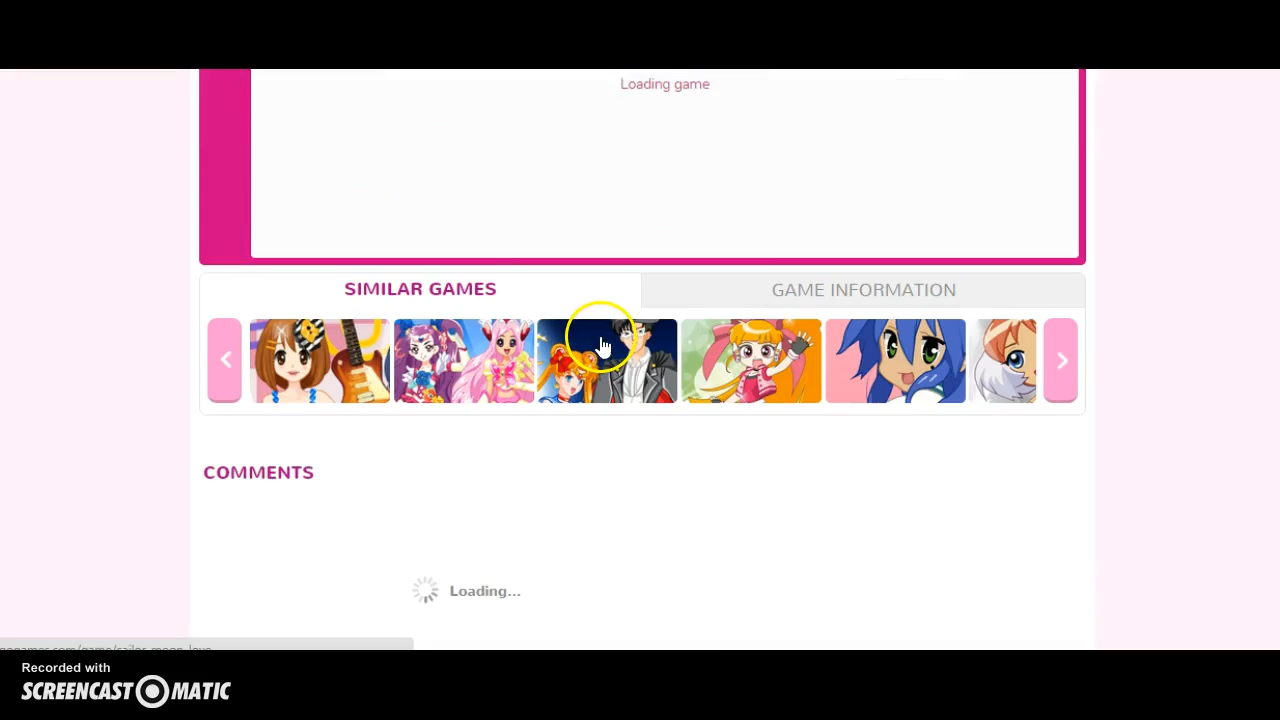 Loading game
SIMILAR GAMES
GAME INFORMATION
COMMENTS
Loading...
Recorded with
SCREENCAST MATIC